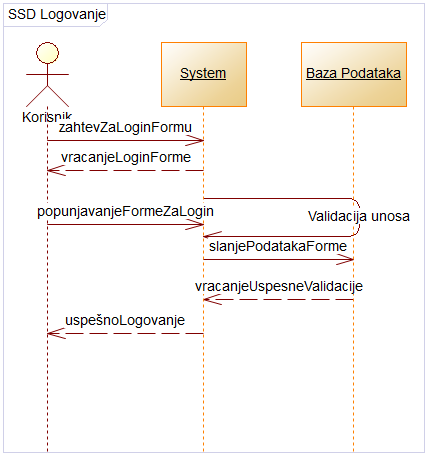 SSD Logovanje
System
Baza Podataka
Korisnik
zahtevZaLoginFormu
vracanjeLoginForme
popunjavanjeFormeZaLogin
Validacija unosa
slanjePodatakaForme
vracanjeUspesneValidacije
uspešnoLogovanje